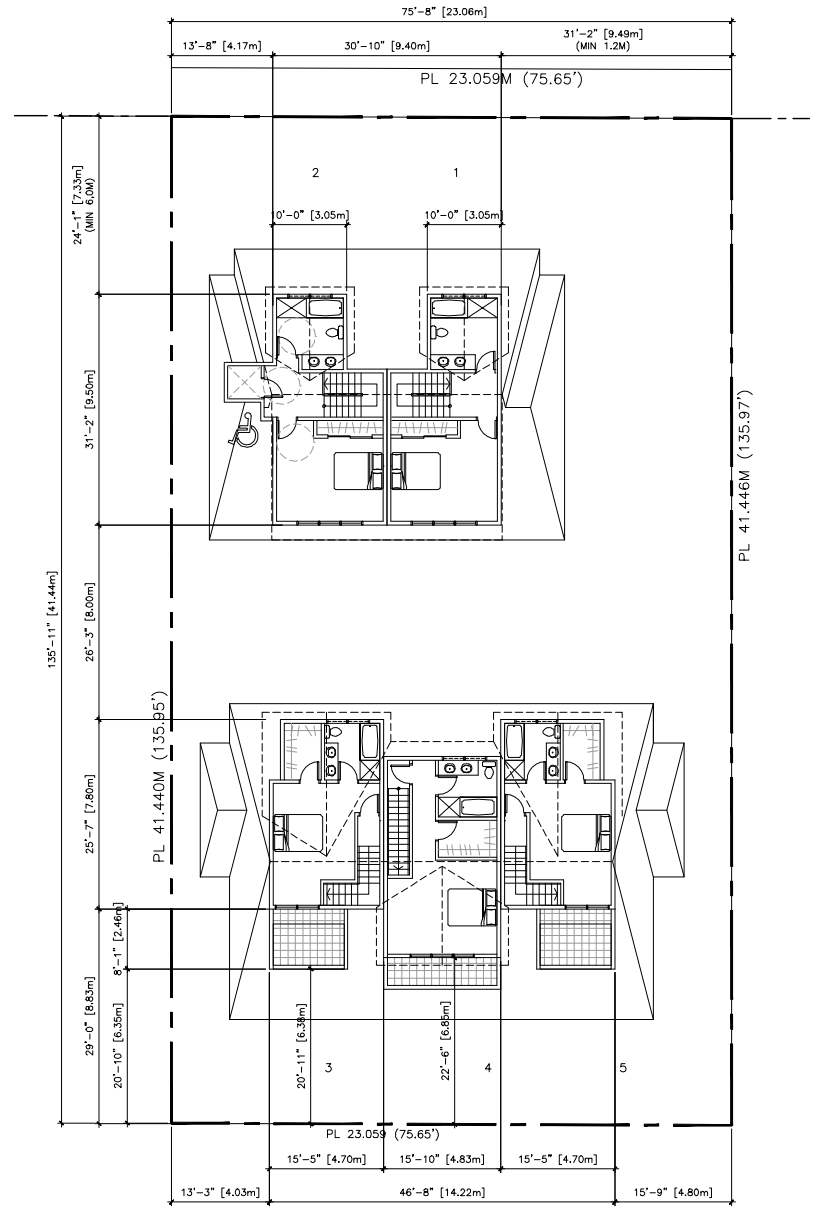 75'-8" [23.06m]
13'-8" [4.17m]
30'-10" [9.40m]
31'-2" [9.49m]
(MIN 1.2M)
PL 23.059M (75.65')
24'-1" [7.33m]
(MIN 6.0M)
2
1
10'-0" [3.05m]
10'-0" [3.05m]
31'-2" [9.50m]
PL 41.446M (135.97')
135'-11" [41.44m]
26'-3" [8.00m]
PL 41.440M (135.95')
25'-7" [7.80m]
8'-1" [2.46m]
29'-0" [8.83m]
20'-10" [6.35m]
20'-11" [6.38m]
22'-6" [6.85m]
3
4
5
PL 23.059 (75.65')
15'-5" [4.70m]
15'-10" [4.83m]
15'-5" [4.70m]
13'-3" [4.03m]
46'-8" [14.22m]
15'-9" [4.80m]